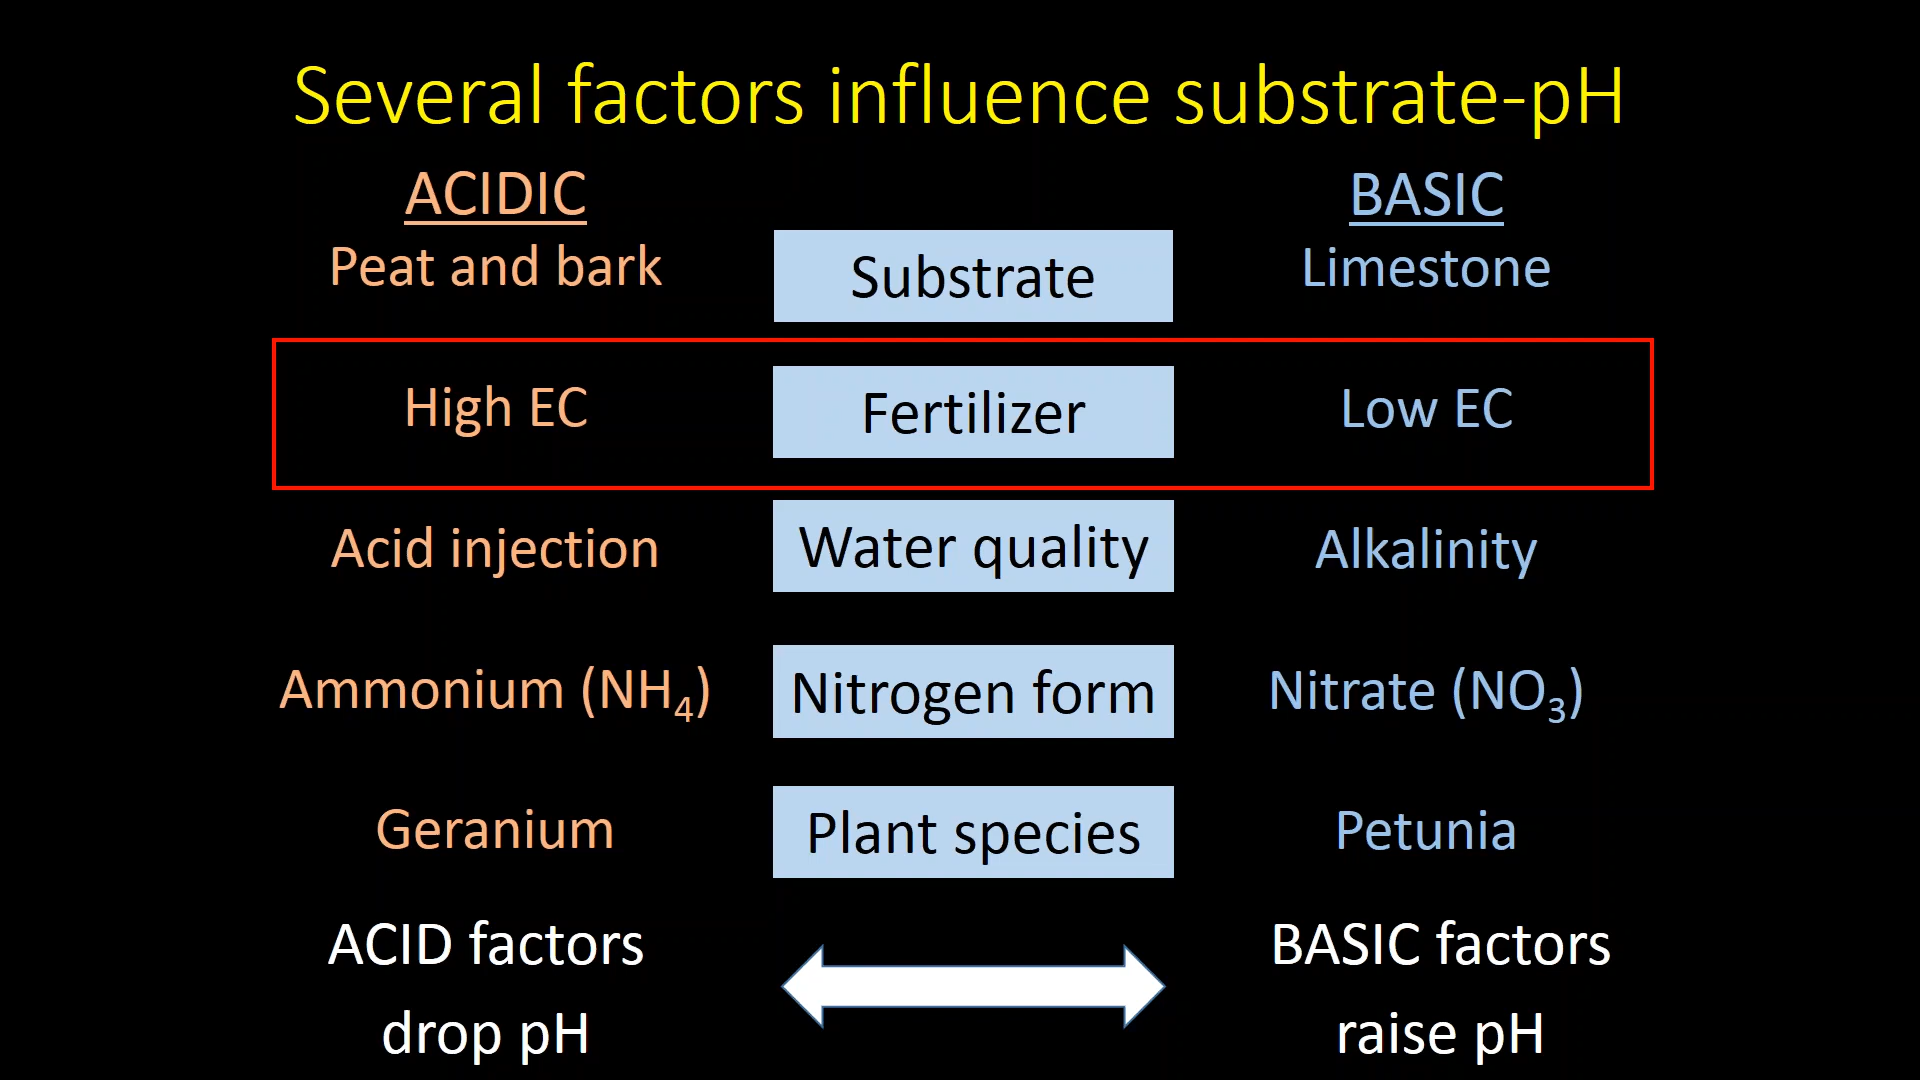 Several factors influence substrate-pH
ACIDIC
BASIC
Peat and bark
Substrate
Limestone
High EC
Fertilizer
Low EC
Acid injection
Water quality
Alkalinity
Ammonium (NH₄)
Nitrogen form
Nitrate (NO₃)
Geranium
Plant species
Petunia
ACID factors
drop pH
BASIC factors
raise pH